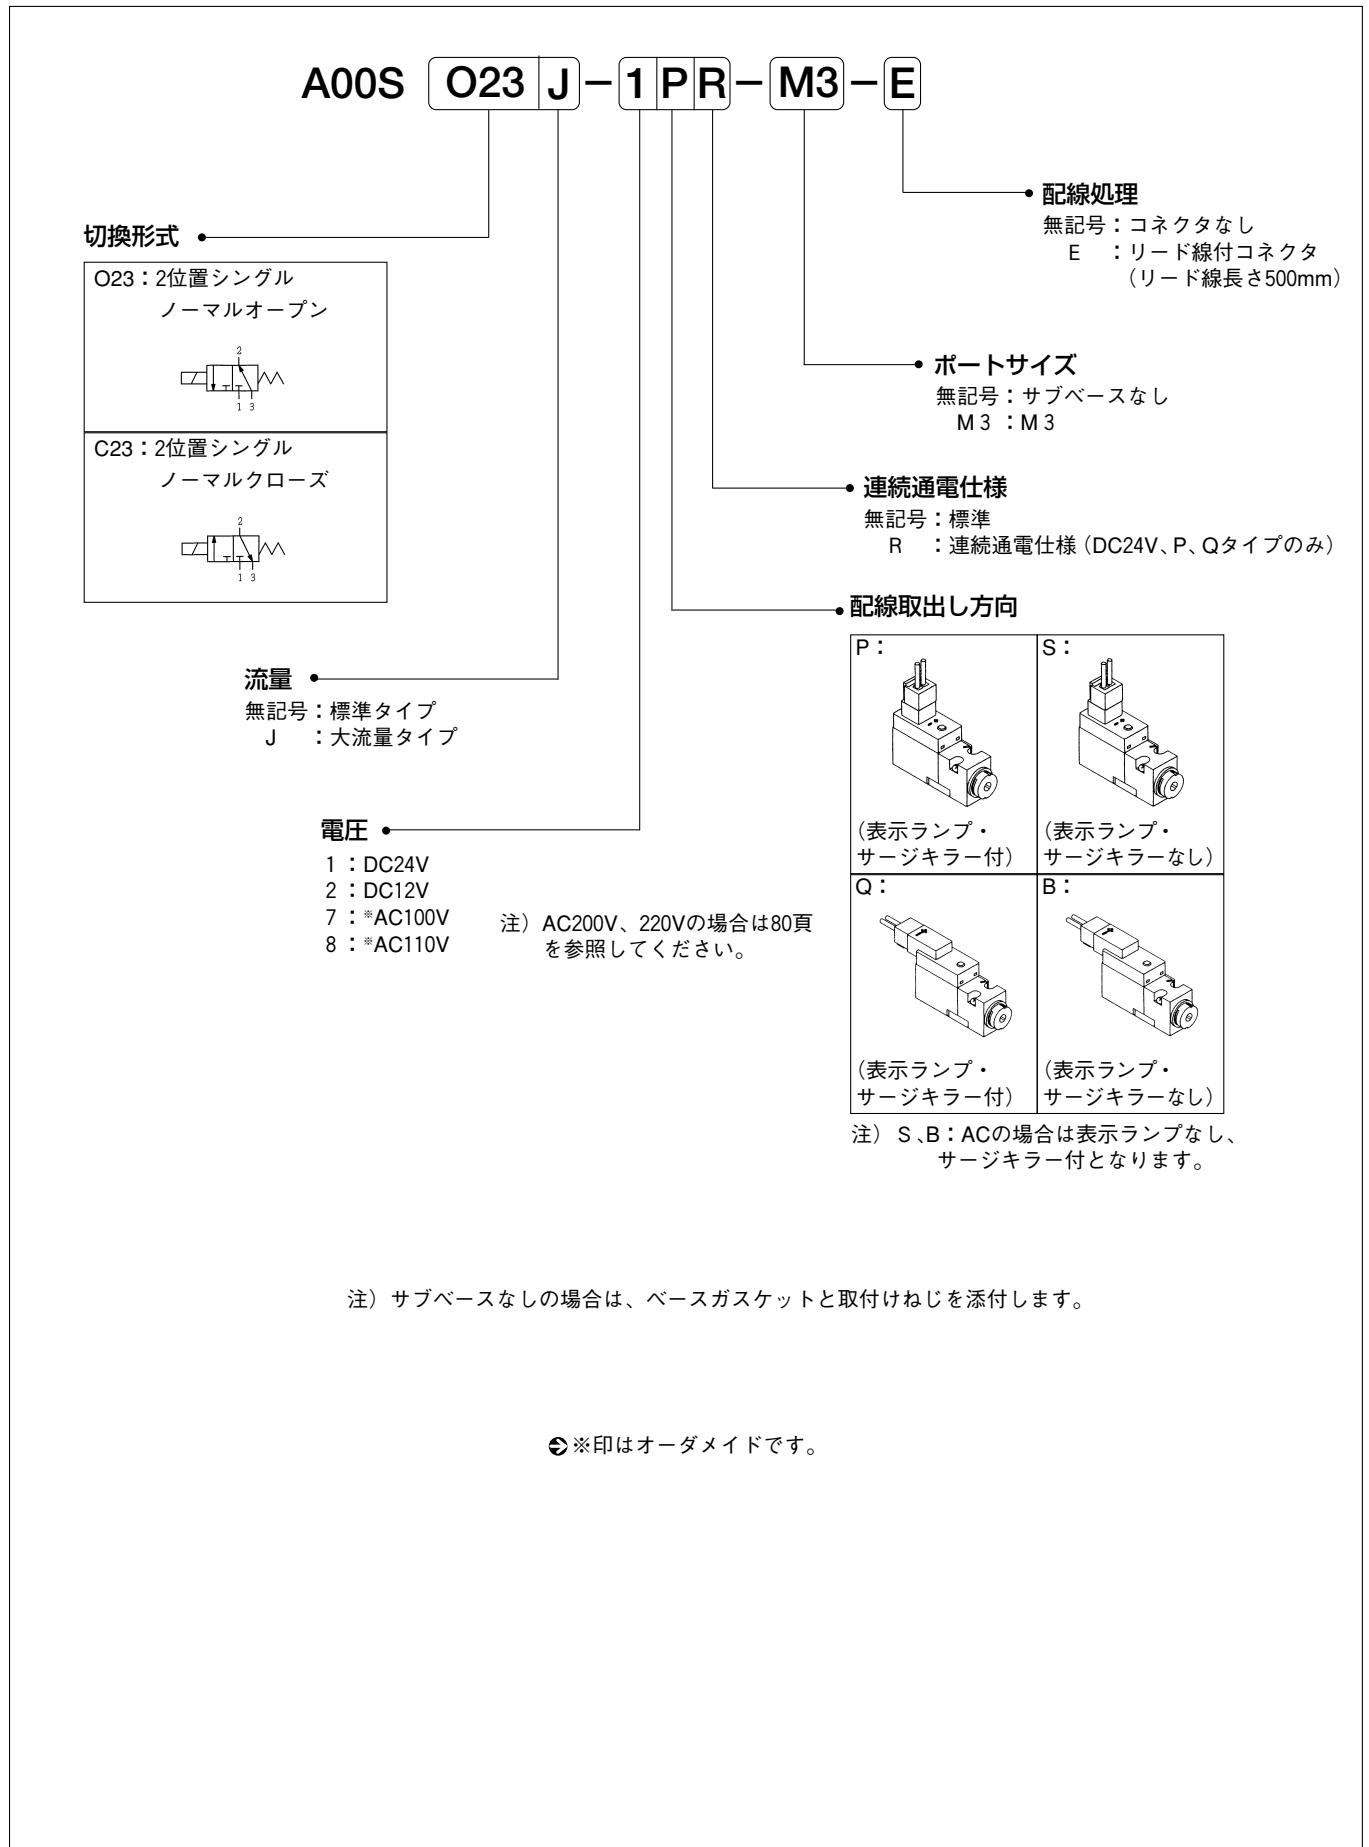 A00S O23 J－1 P R－M3－E
配線処理
無記号：コネクタなし
E ：リード線付コネクタ
（リード線長さ500mm）
切換形式
O23：2位置シングル
ノーマルオープン
2
1 3
C23：2位置シングル
ノーマルクローズ
2
1 3
ポートサイズ
無記号：サブベースなし
M 3 ：M 3
連続通電仕様
無記号：標準
R ：連続通電仕様（DC24V、P、Qタイプのみ）
配線取出し方向
P：
（表示ランプ・
サージキラー付）
S：
（表示ランプ・
サージキラーなし）
Q：
（表示ランプ・
サージキラー付）
B：
（表示ランプ・
サージキラーなし）
注） S 、B：ACの場合は表示ランプなし、
サージキラー付となります。
流量
無記号：標準タイプ
J ：大流量タイプ
電圧
1 ：DC24V
2 ：DC12V
7 ：※AC100V
8 ：※AC110V
注）AC200V、220Vの場合は80頁
を参照してください。
注）サブベースなしの場合は、ベースガスケットと取付けねじを添付します。
※印はオーダメイドです。